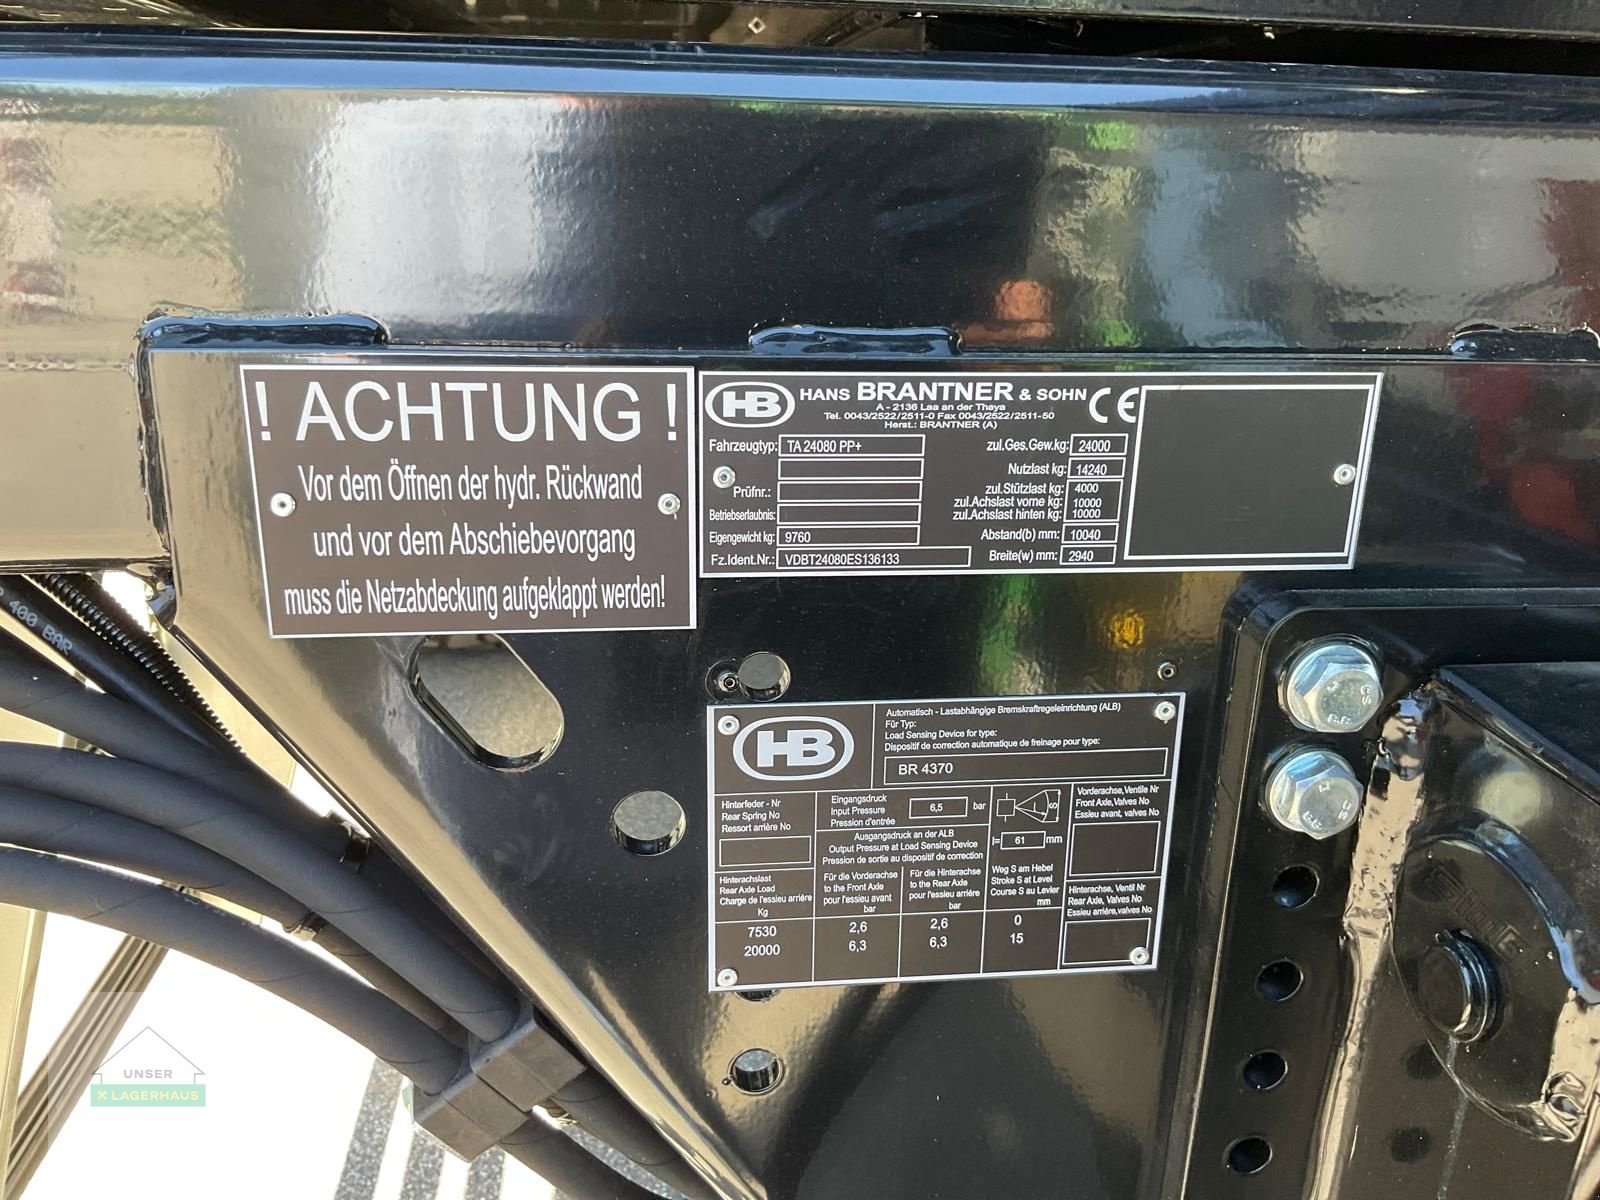 ! ACHTUNG !
Vor dem Öffnen der hydr. Rückwand
und vor dem Abschiebevorgang
muss die Netzabdeckung aufgeklappt werden!
HB
HANS BRANTNER & SOHN CE
A - 2136 Laa an der Thaya
Tel. 0043/2522/2511-0 Fax 0043/2522/2511-50
Herst.: BRANTNER (A)
Fahrzeugtyp: TA 24080 PP+
Prüfnr.:
Betriebserlaubnis:
Eigengewicht kg: 9760
Fz.Ident.Nr.: VDBT24080ES136133
zul.Ges.Gew.kg: 24000
Nutzlast kg: 14240
zul.Stützlast kg: 4000
zul.Achslast vorne kg: 10000
zul.Achslast hinten kg: 10000
Abstand(b) mm: 10040
Breite(w) mm: 2940
400 BAR
HB
Automatisch - Lastabhängige Bremskraftregeleinrichtung (ALB)
Für Typ:
Load Sensing Device for type:
Dispositif de correction automatique de freinage pour type:
BR 4370
Hinterfeder - Nr
Rear Spring No
Ressort arrière No
Eingangsdruck
Input Pressure
Pression d'entrée
6,5 bar
Ausgangsdruck an der ALB
Output Pressure at Load Sensing Device
Pression de sortie au dispositif de correction
S
l= 61 mm
Vorderachse,Ventile Nr
Front Axle,Valves No
Essieu avant, valves No
Hinterachslast
Rear Axle Load
Charge de l'essieu arrière
Kg
Für die Vorderachse
to the Front Axle
pour l'essieu avant
bar
Für die Hinterachse
to the Rear Axle
pour l'essieu arrière
bar
Weg S am Hebel
Stroke S at Level
Course S au Levier
mm
Hinterachse, Ventil Nr
Rear Axle, Valves No
Essieu arrière,valves No
7530 2,6 2,6 0
20000 6,3 6,3 15
UNSER
X LAGERHAUS